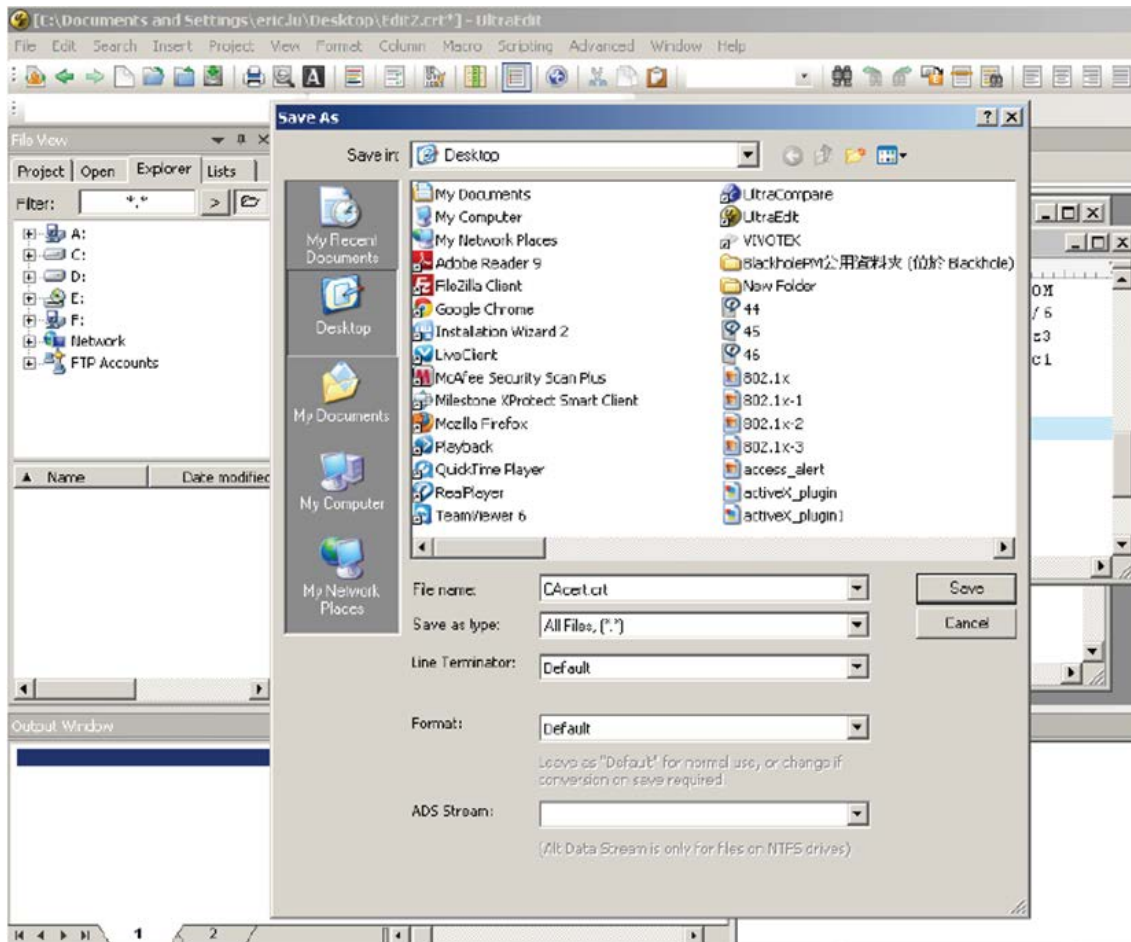 [C:\Documents and Settings\eric.lu\Desktop\Edit2.crt*] - UltraEdit
File Edit Search Insert Project View Format Column Macro Scripting Advanced Window Help
Save As
File View
Project Open Explorer Lists
Filter: *.*
A:
C:
D:
E:
F:
Network
FTP Accounts
Name Date modified
Save in: Desktop
My Recent Documents
Desktop
My Documents
My Computer
My Network Places
My Documents
My Computer
My Network Places
Adobe Reader 9
FileZilla Client
Google Chrome
Instalation Wizard 2
LiveClient
McAfee Security Scan Plus
Milestone XProtect Smart Client
Mozilla Firefox
Playback
QuickTime Player
RealPlayer
TeamViewer 6
UltraCompare
UltraEdit
VIVOTEK
BlackholePM公用資料夾 (位於 Blackhole)
New Folder
44
45
46
802.1x
802.1x-1
802.1x-2
802.1x-3
access_alert
activeX_plugin
activeX_plugin1
OM
/6
z3
c1
File name: CAcert.crt
Save
Save as type: All Files, (*.*)
Cancel
Line Terminator: Default
Format: Default
Leave as "Default" for normal use, or change if
conversion on save required
ADS Stream:
(Alt Data Stream is only for files on NTFS drives)
Output Window
1 2